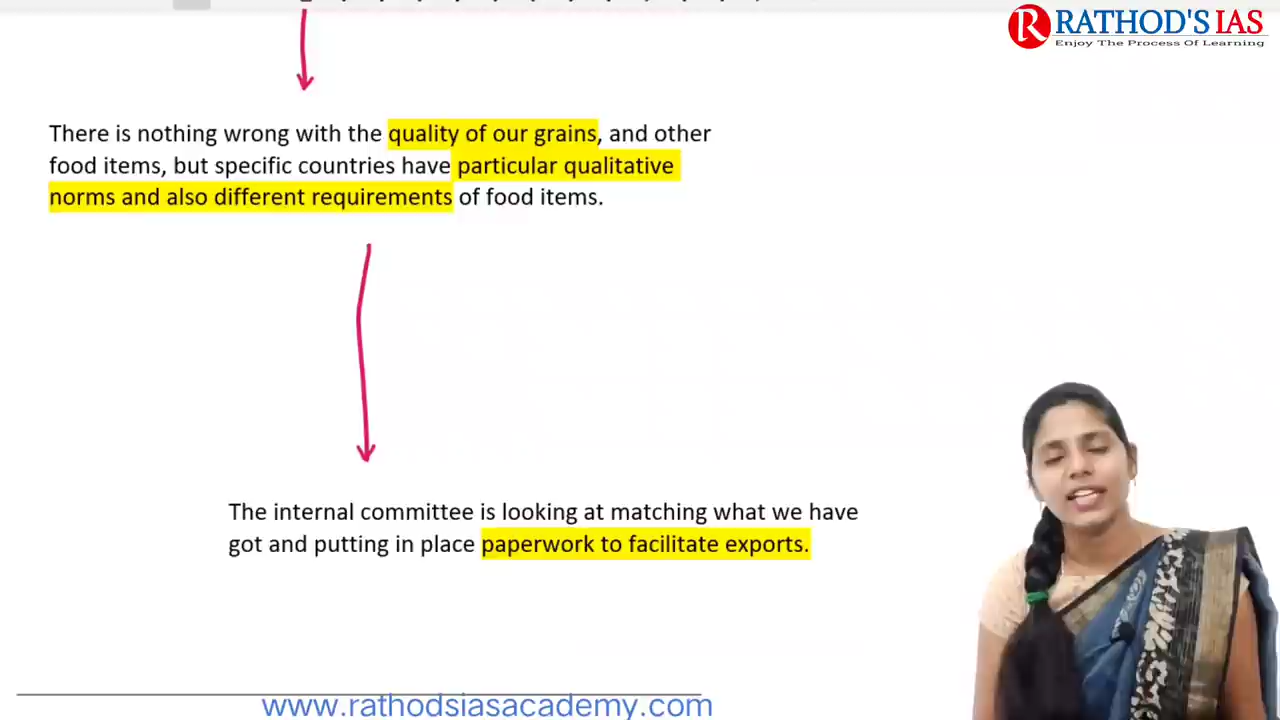 RATHOD'S IAS
Enjoy The Process Of Learning
There is nothing wrong with the quality of our grains, and other
food items, but specific countries have particular qualitative
norms and also different requirements of food items.
The internal committee is looking at matching what we have
got and putting in place paperwork to facilitate exports.
www.rathodsiasacademy.com